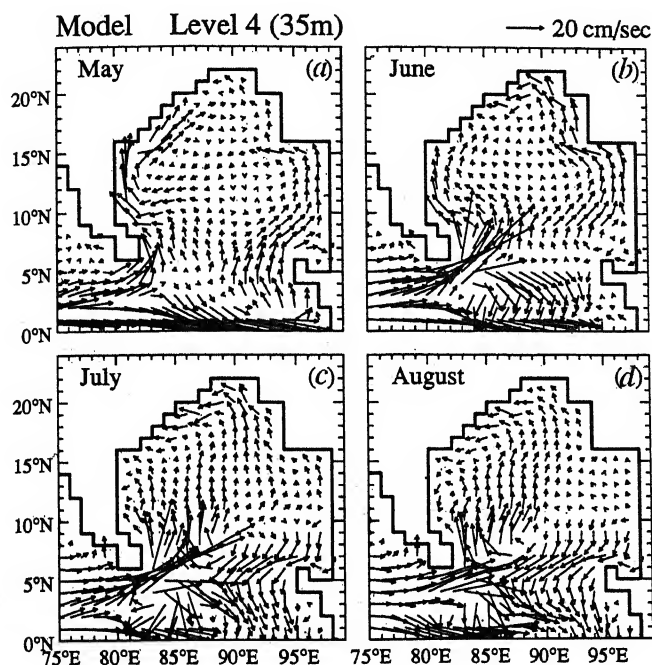 Model Level 4 (35m) 20 cm/sec
May (a) June (b)
20°N
15°N
10°N
5°N
0°N
July (c) August (d)
20°N
15°N
10°N
5°N
0°N
75°E 80°E 85°E 90°E 95°E 75°E 80°E 85°E 90°E 95°E